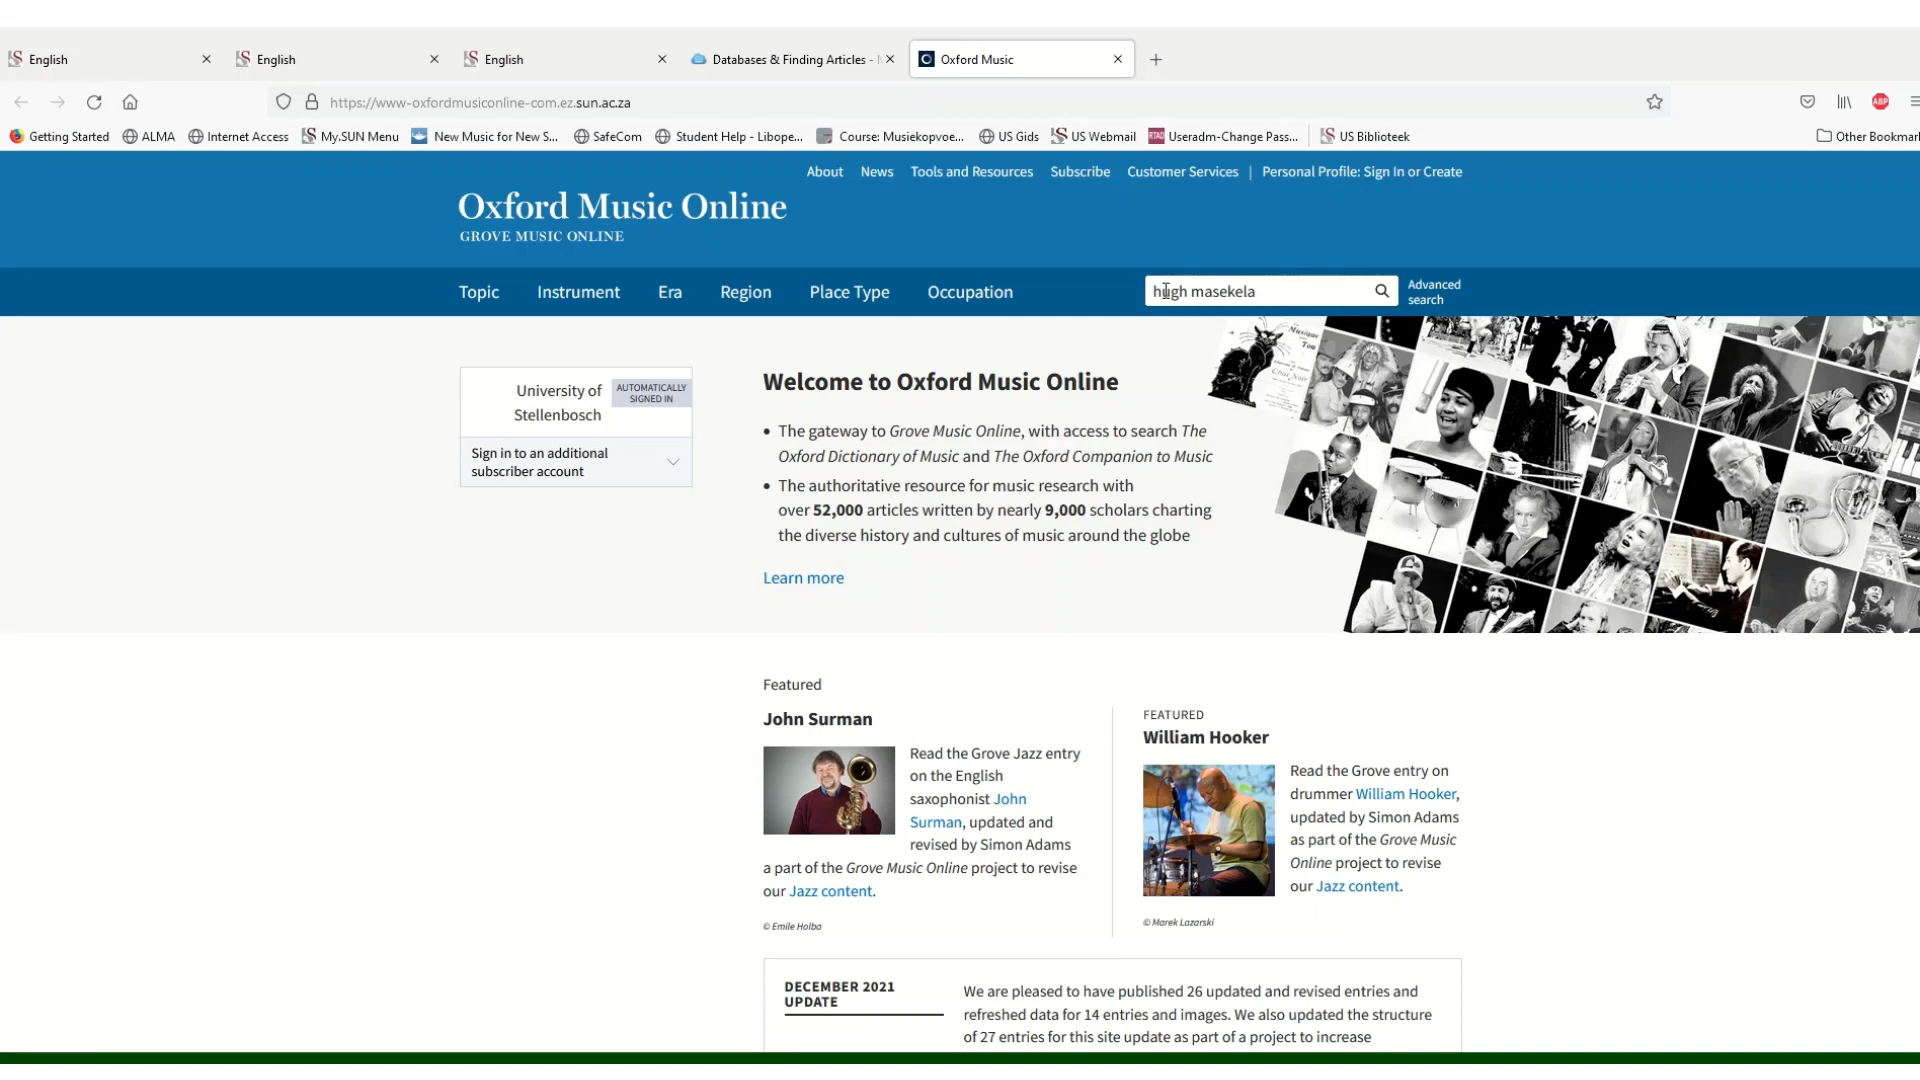 English
English
English
Databases & Finding Articles -
Oxford Music
https://www-oxfordmusiconline-com.ez.sun.ac.za
ABP
Getting Started
ALMA
Internet Access
My.SUN Menu
New Music for New S...
SafeCom
Student Help - Libope...
Course: Musiekopvoe...
US Gids
US Webmail
Useradm-Change Pass...
US Biblioteek
Other Bookmar
About News Tools and Resources Subscribe Customer Services | Personal Profile: Sign In or Create
Oxford Music Online
GROVE MUSIC ONLINE
Topic Instrument Era Region Place Type Occupation
hugh masekela
Advanced
search
University of
Stellenbosch
AUTOMATICALLY
SIGNED IN
Sign in to an additional
subscriber account
Welcome to Oxford Music Online
• The gateway to Grove Music Online, with access to search The
Oxford Dictionary of Music and The Oxford Companion to Music
• The authoritative resource for music research with
over 52,000 articles written by nearly 9,000 scholars charting
the diverse history and cultures of music around the globe
Learn more
Featured
John Surman
Read the Grove Jazz entry
on the English
saxophonist John
Surman, updated and
revised by Simon Adams
a part of the Grove Music Online project to revise
our Jazz content.
© Emile Holba
FEATURED
William Hooker
Read the Grove entry on
drummer William Hooker,
updated by Simon Adams
as part of the Grove Music
Online project to revise
our Jazz content.
© Marek Lazarski
DECEMBER 2021
UPDATE
We are pleased to have published 26 updated and revised entries and
refreshed data for 14 entries and images. We also updated the structure
of 27 entries for this site update as part of a project to increase